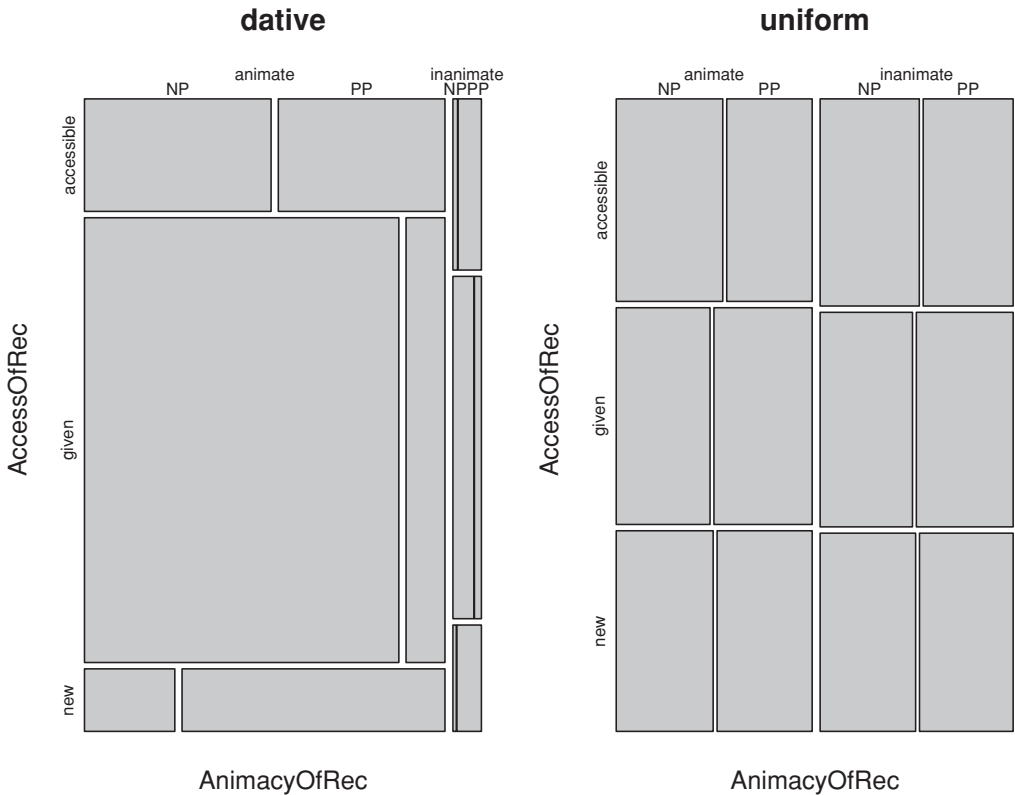 dative
animate inanimate
NP PP NPPP
accessible
given
new
AccessOfRec
AnimacyOfRec
uniform
animate inanimate
NP PP NP PP
accessible
given
new
AccessOfRec
AnimacyOfRec